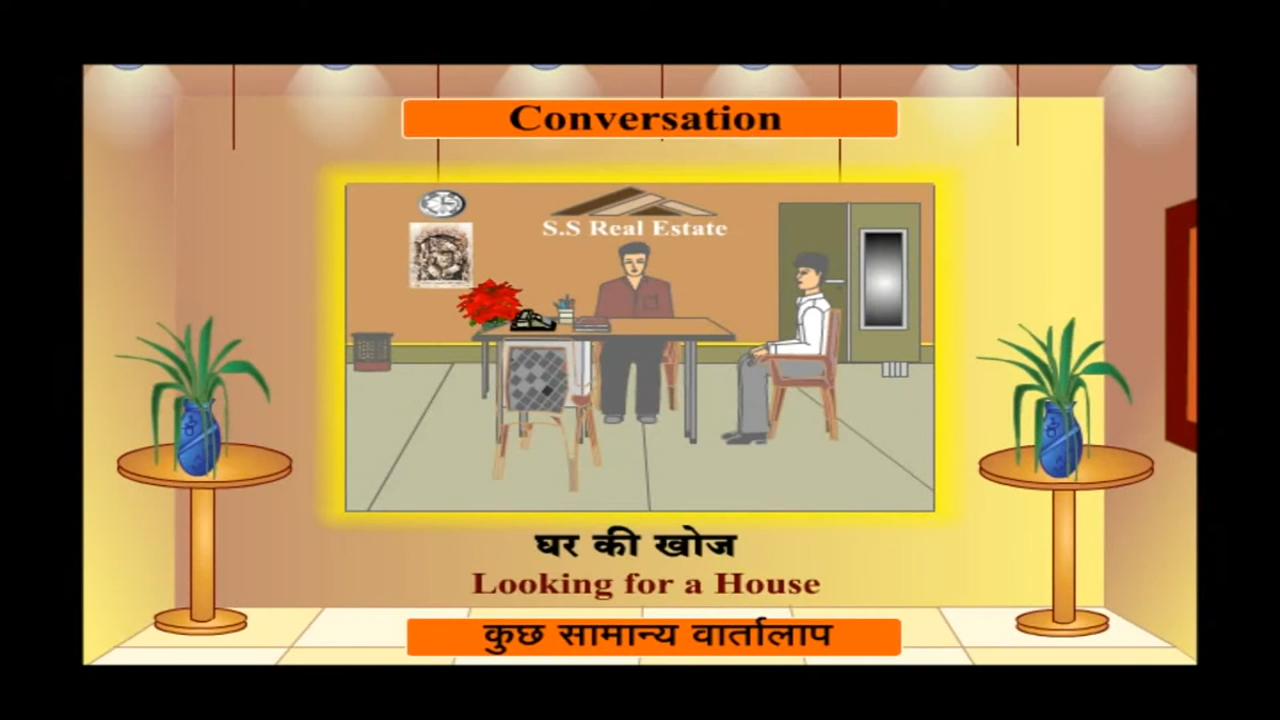 Conversation
S.S Real Estate
घर की खोज
Looking for a House
कुछ सामान्य वार्तालाप